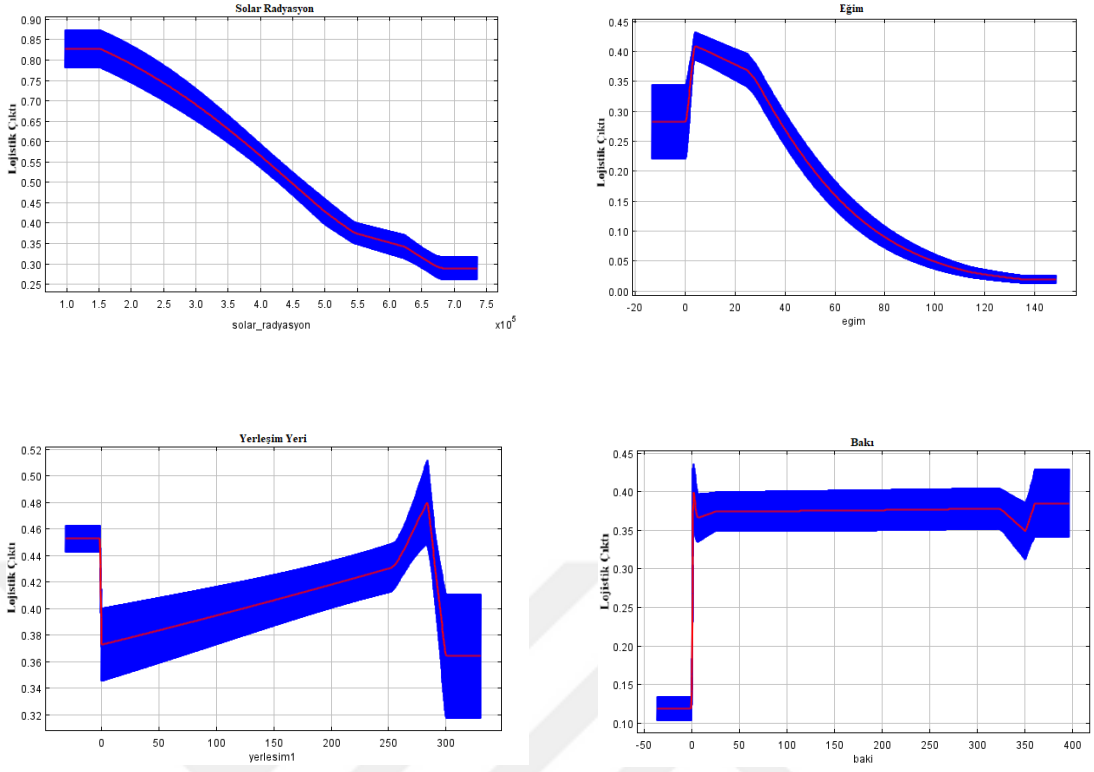 Solar Radyasyon
Lojistik Çıktı
0.90
0.85
0.80
0.75
0.70
0.65
0.60
0.55
0.50
0.45
0.40
0.35
0.30
0.25
1.0 1.5 2.0 2.5 3.0 3.5 4.0 4.5 5.0 5.5 6.0 6.5 7.0 7.5
solar_radyasyon
x10⁵
Eğim
Lojistik Çıktı
0.45
0.40
0.35
0.30
0.25
0.20
0.15
0.10
0.05
0.00
-20 0 20 40 60 80 100 120 140
egim
Yerleşim Yeri
Lojistik Çıktı
0.52
0.50
0.48
0.46
0.44
0.42
0.40
0.38
0.36
0.34
0.32
0 50 100 150 200 250 300
yerlesim1
Bakı
Lojistik Çıktı
0.45
0.40
0.35
0.30
0.25
0.20
0.15
0.10
-50 0 50 100 150 200 250 300 350 400
baki